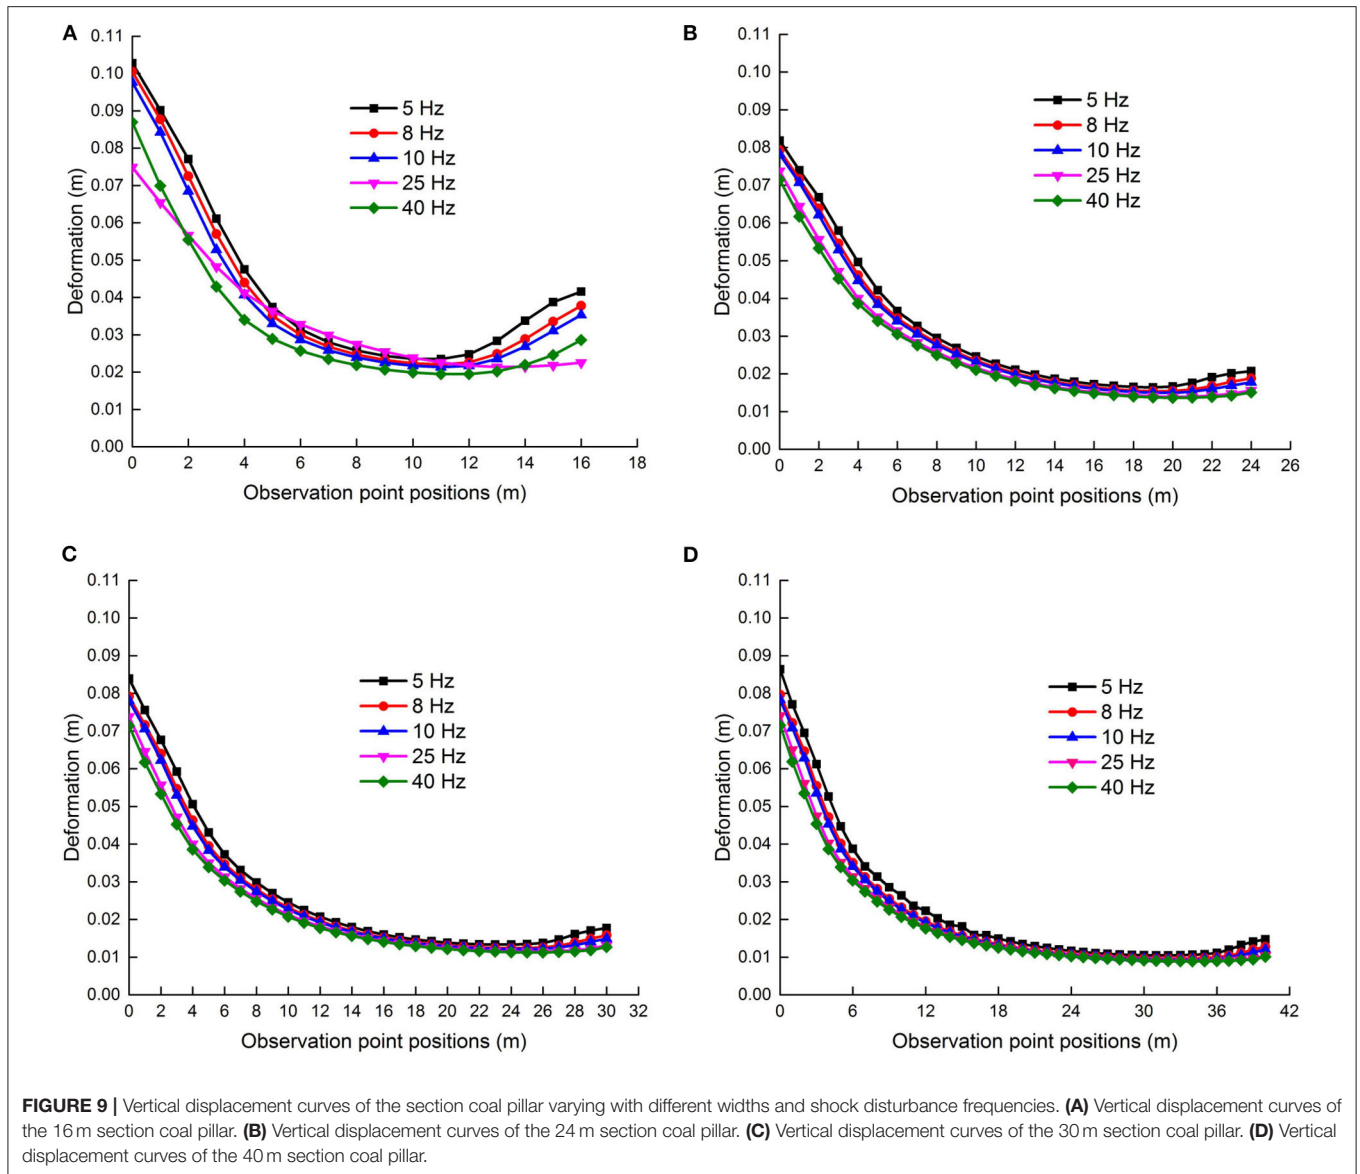 A
0.11
0.10
0.09
0.08
0.07
0.06
0.05
0.04
0.03
0.02
0.01
0.00
Deformation (m)
5 Hz
8 Hz
10 Hz
25 Hz
40 Hz
0 2 4 6 8 10 12 14 16 18
Observation point positions (m)
B
0.11
0.10
0.09
0.08
0.07
0.06
0.05
0.04
0.03
0.02
0.01
0.00
Deformation (m)
5 Hz
8 Hz
10 Hz
25 Hz
40 Hz
0 2 4 6 8 10 12 14 16 18 20 22 24 26
Observation point positions (m)
C
0.11
0.10
0.09
0.08
0.07
0.06
0.05
0.04
0.03
0.02
0.01
0.00
Deformation (m)
5 Hz
8 Hz
10 Hz
25 Hz
40 Hz
0 2 4 6 8 10 12 14 16 18 20 22 24 26 28 30 32
Observation point positions (m)
D
0.11
0.10
0.09
0.08
0.07
0.06
0.05
0.04
0.03
0.02
0.01
0.00
Deformation (m)
5 Hz
8 Hz
10 Hz
25 Hz
40 Hz
0 6 12 18 24 30 36 42
Observation point positions (m)
FIGURE 9 | Vertical displacement curves of the section coal pillar varying with different widths and shock disturbance frequencies. (A) Vertical displacement curves of
the 16 m section coal pillar. (B) Vertical displacement curves of the 24 m section coal pillar. (C) Vertical displacement curves of the 30 m section coal pillar. (D) Vertical
displacement curves of the 40 m section coal pillar.